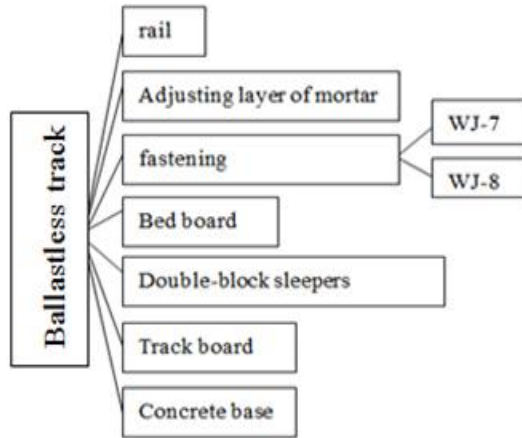 Ballastless track
rail
Adjusting layer of mortar
fastening
WJ-7
WJ-8
Bed board
Double-block sleepers
Track board
Concrete base